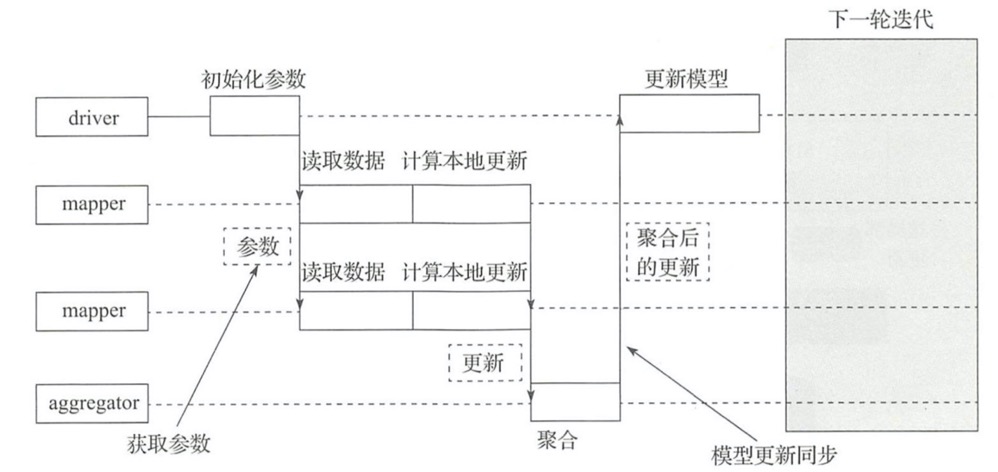 下一轮迭代
初始化参数
更新模型
driver
读取数据 计算本地更新
mapper
参数
聚合后
的更新
读取数据 计算本地更新
mapper
更新
aggregator
聚合
获取参数
模型更新同步